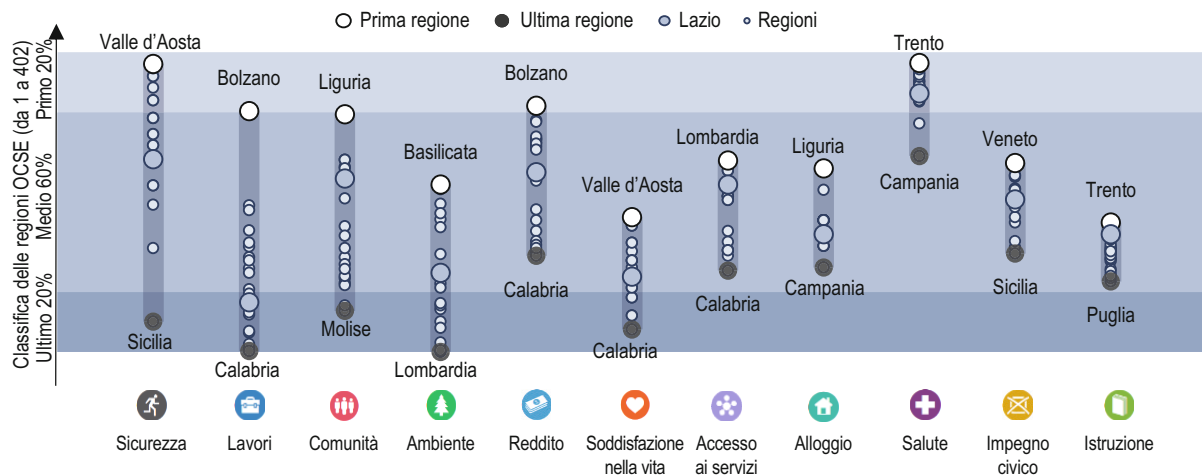 Prima regione
Ultima regione
Lazio
Regioni
Classifica delle regioni OCSE (da 1 a 402)
Ultimo 20%
Medio 60%
Primo 20%
Valle d'Aosta
Sicilia
Bolzano
Calabria
Liguria
Molise
Basilicata
Lombardia
Bolzano
Calabria
Valle d'Aosta
Calabria
Lombardia
Calabria
Liguria
Campania
Trento
Campania
Veneto
Sicilia
Trento
Puglia
Sicurezza
Lavori
Comunità
Ambiente
Reddito
Soddisfazione
nella vita
Accesso
ai servizi
Alloggio
Salute
Impegno
civico
Istruzione